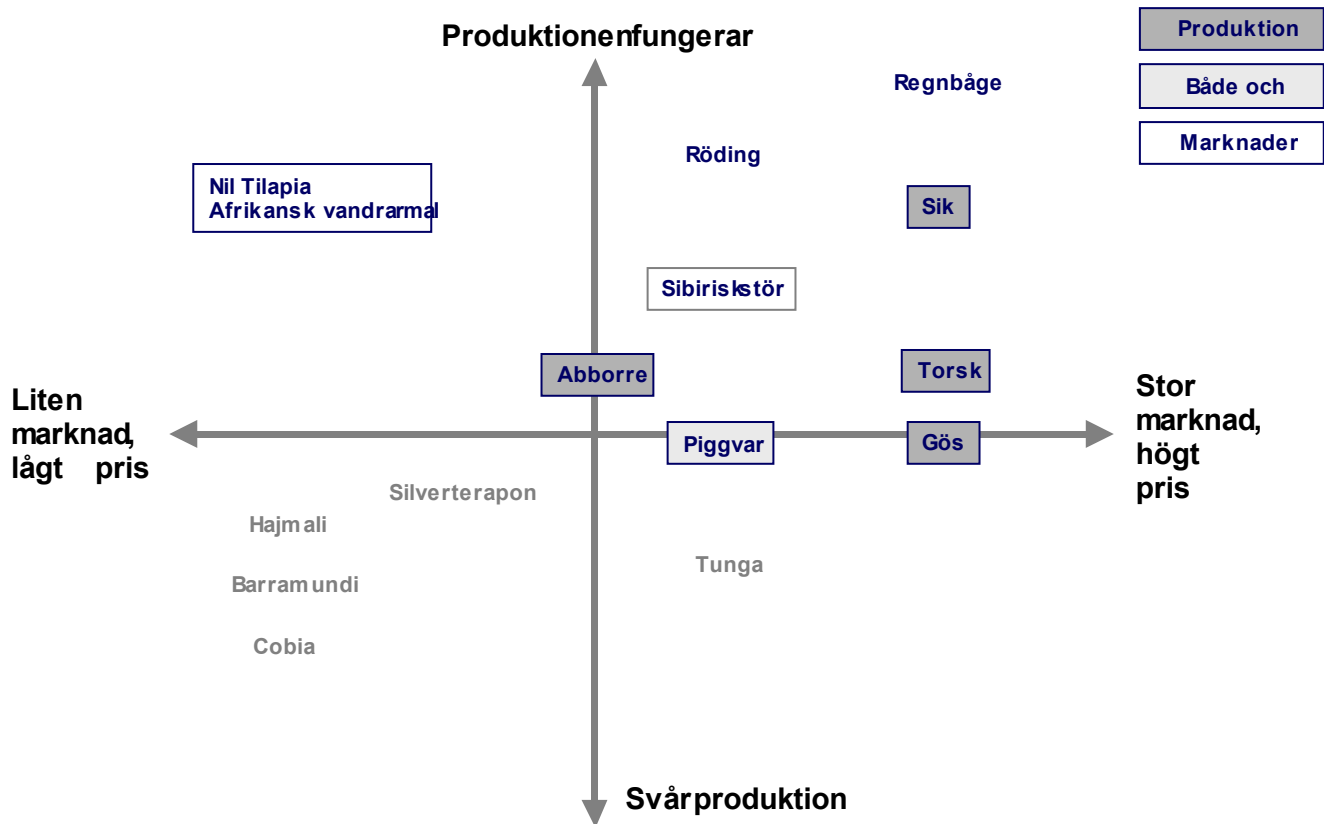 Produktionenfungerar
Produktion
Regnbåge
Både och
Marknader
Röding
Nil Tilapia
Afrikansk vandrarmal
Sik
Sibiriskstör
Abborre
Torsk
Liten
marknad,
lågt pris
Stor
marknad,
högt
pris
Piggvar
Gös
Silverterapon
Hajmali
Tunga
Barramundi
Cobia
Svårproduktion